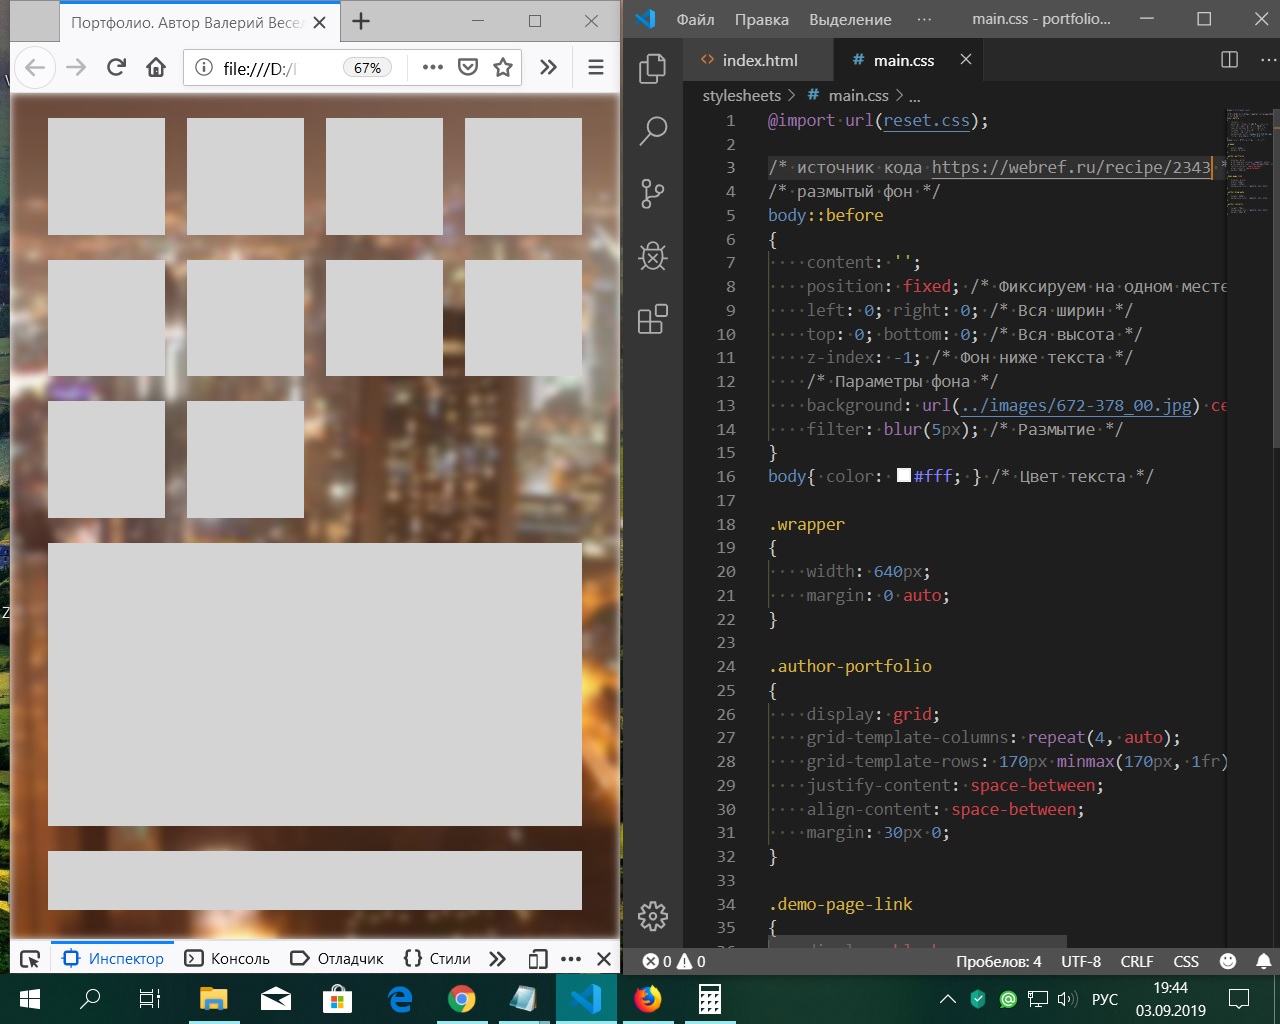 Портфолио. Автор Валерий Весел
file:///D:/
67%
Инспектор
Консоль
Отладчик
Стили
Файл Правка Выделение ... main.css - portfolio...
index.html
main.css
stylesheets > # main.css > ...
1 @import url(reset.css);
2
3 /* источник кода https://webref.ru/recipe/2343
4 /* размытый фон */
5 body::before
6 {
7 content: '';
8 position: fixed; /* Фиксируем на одном месте
9 left: 0; right: 0; /* Вся ширин */
10 top: 0; bottom: 0; /* Вся высота */
11 z-index: -1; /* Фон ниже текста */
12 /* Параметры фона */
13 background: url(../images/672-378_00.jpg) ce
14 filter: blur(5px); /* Размытие */
15 }
16 body{ color: #fff; } /* Цвет текста */
17
18 .wrapper
19 {
20 width: 640px;
21 margin: 0 auto;
22 }
23
24 .author-portfolio
25 {
26 display: grid;
27 grid-template-columns: repeat(4, auto);
28 grid-template-rows: 170px minmax(170px, 1fr)
29 justify-content: space-between;
30 align-content: space-between;
31 margin: 30px 0;
32 }
33
34 .demo-page-link
35 {
0 0 Пробелов: 4 UTF-8 CRLF CSS
РУС
19:44
03.09.2019